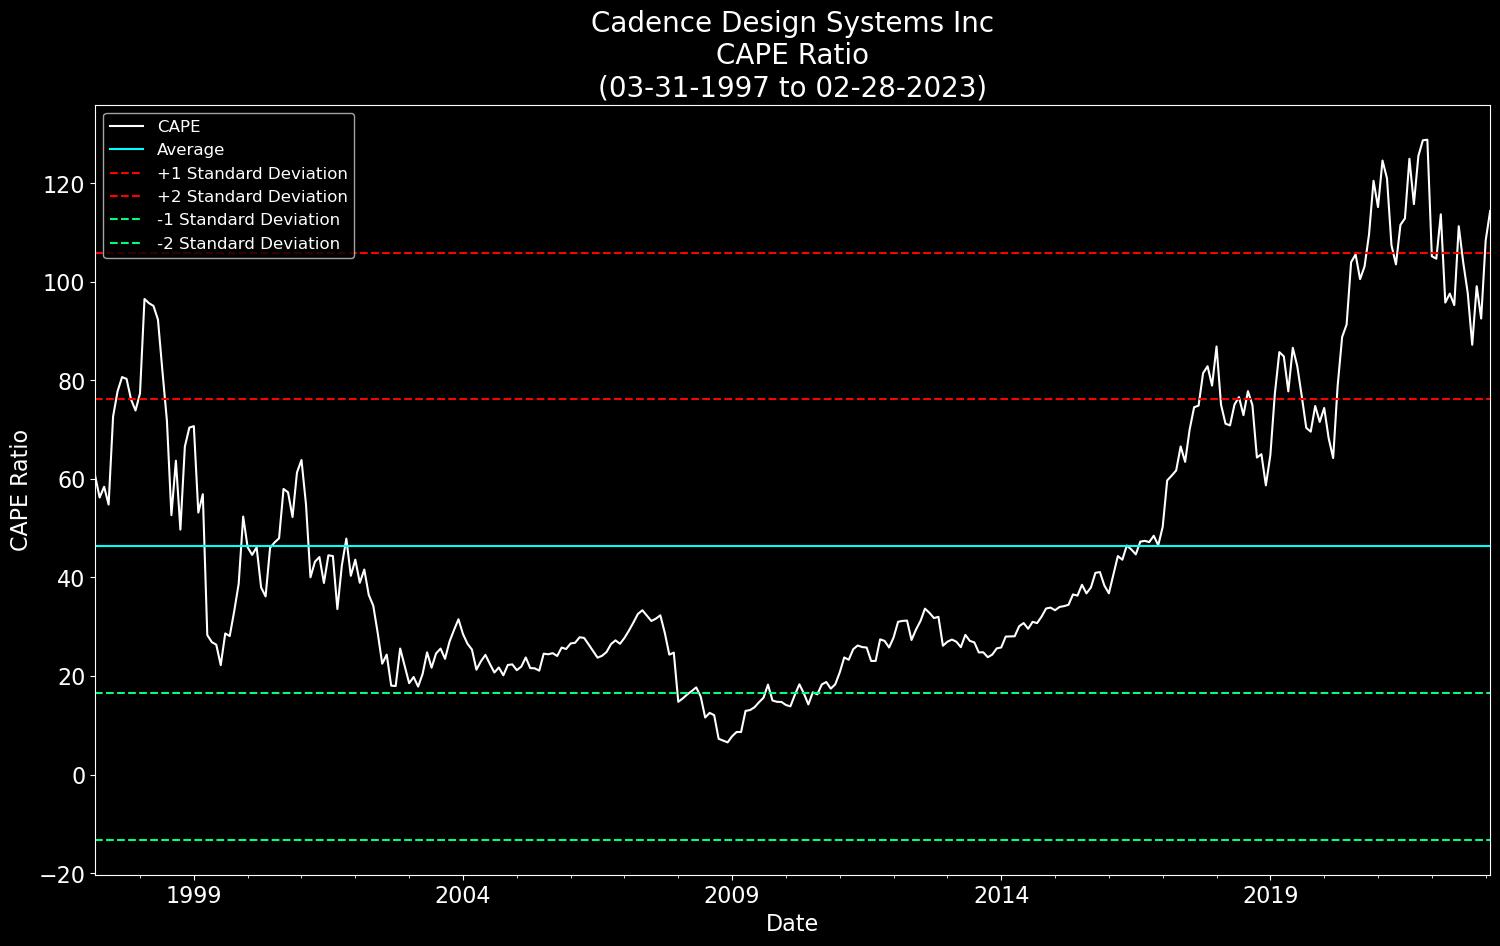 Cadence Design Systems Inc
CAPE Ratio
(03-31-1997 to 02-28-2023)
CAPE
Average
+1 Standard Deviation
+2 Standard Deviation
-1 Standard Deviation
-2 Standard Deviation
CAPE Ratio
120
100
80
60
40
20
0
−20
1999
2004
2009
2014
2019
Date